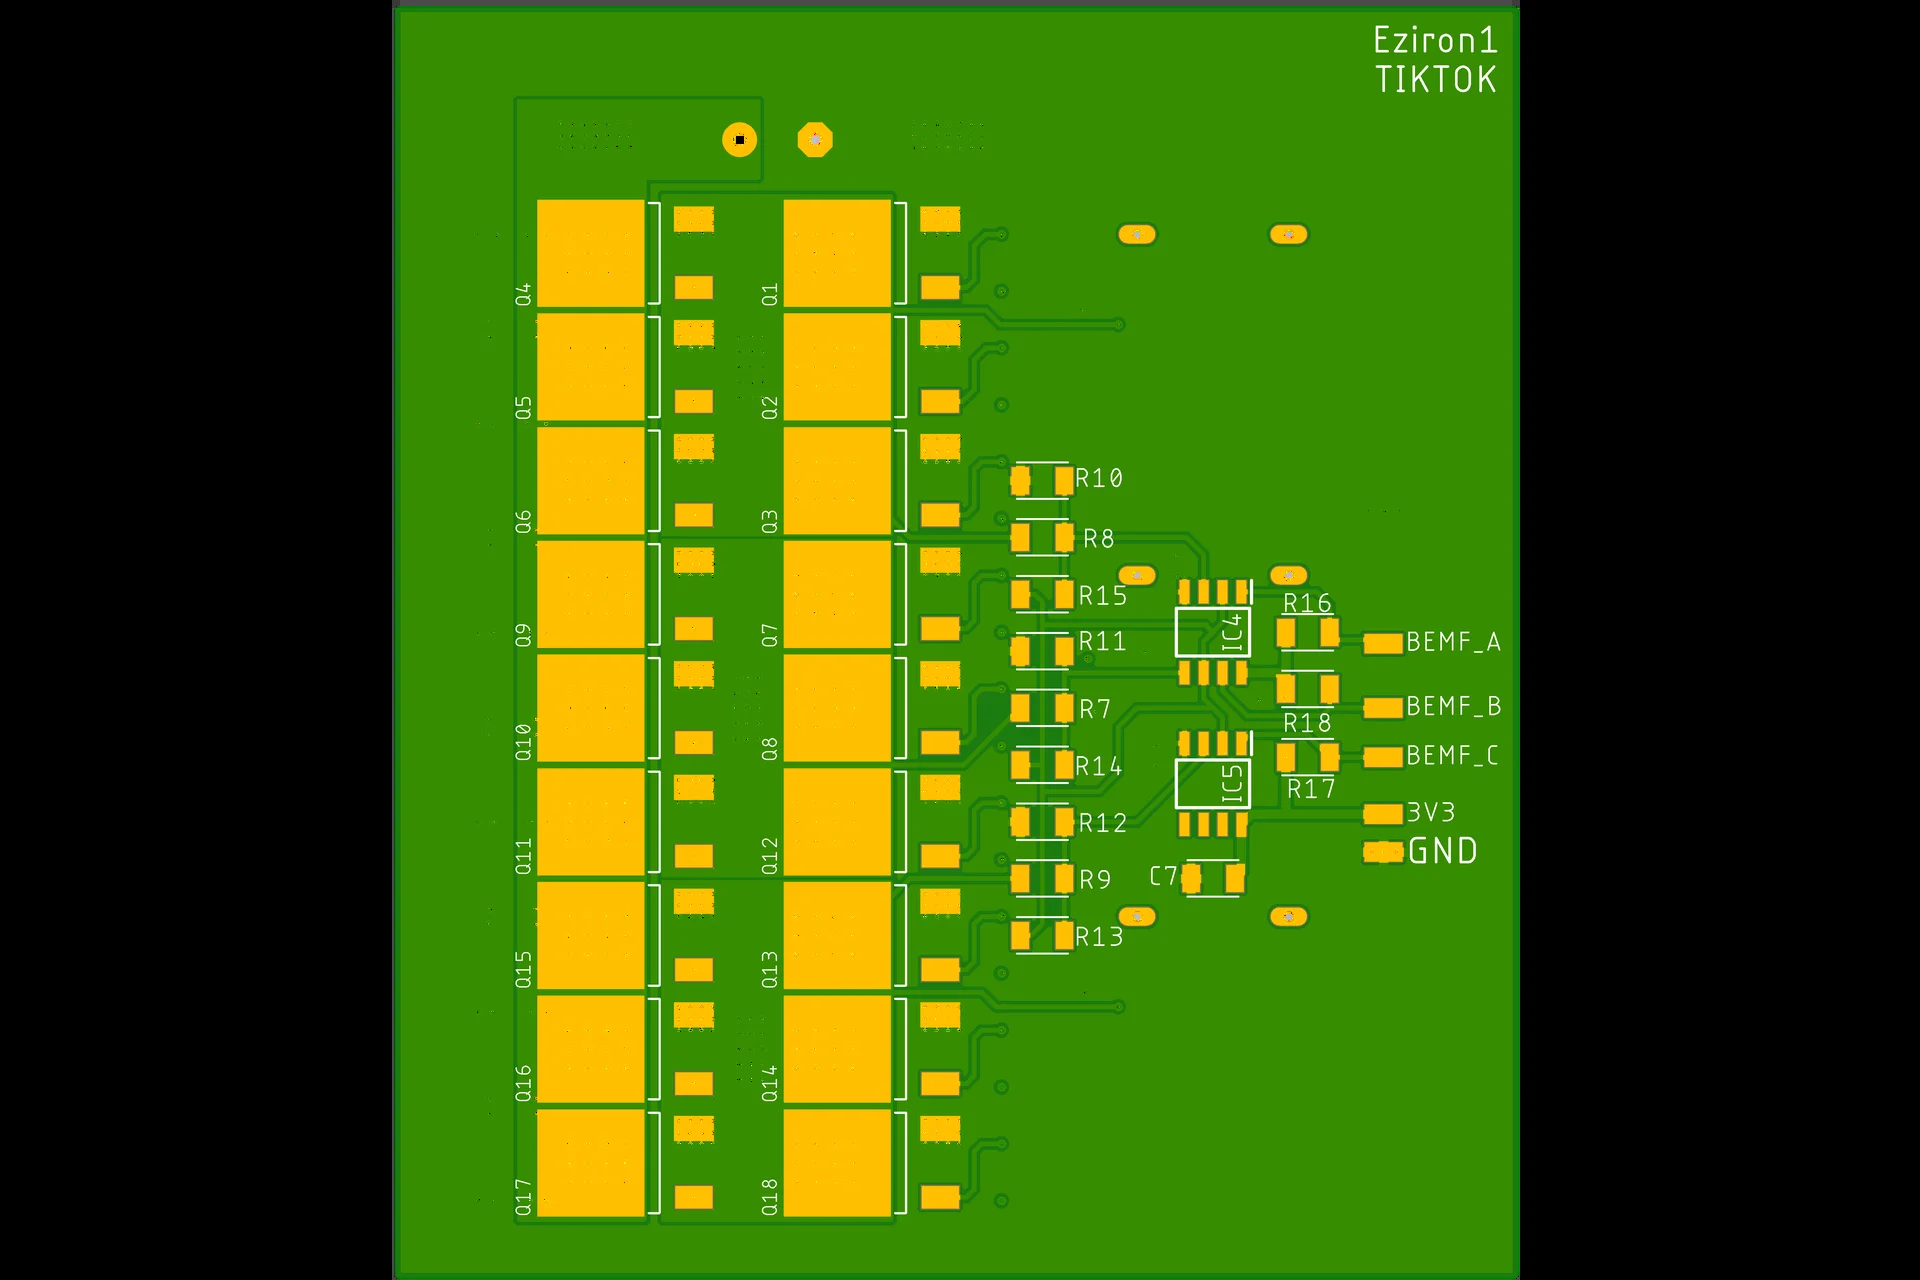 Eziron1
TIKTOK
Q4
Q1
Q5
Q2
Q6
Q3
R10
R8
Q9
Q7
R15
R16
IC4
R11
BEMF_A
Q10
Q8
R7
R18
BEMF_B
R14
BEMF_C
IC5
R17
Q11
Q12
R12
3V3
GND
R9
C7
Q15
Q13
R13
Q16
Q14
Q17
Q18